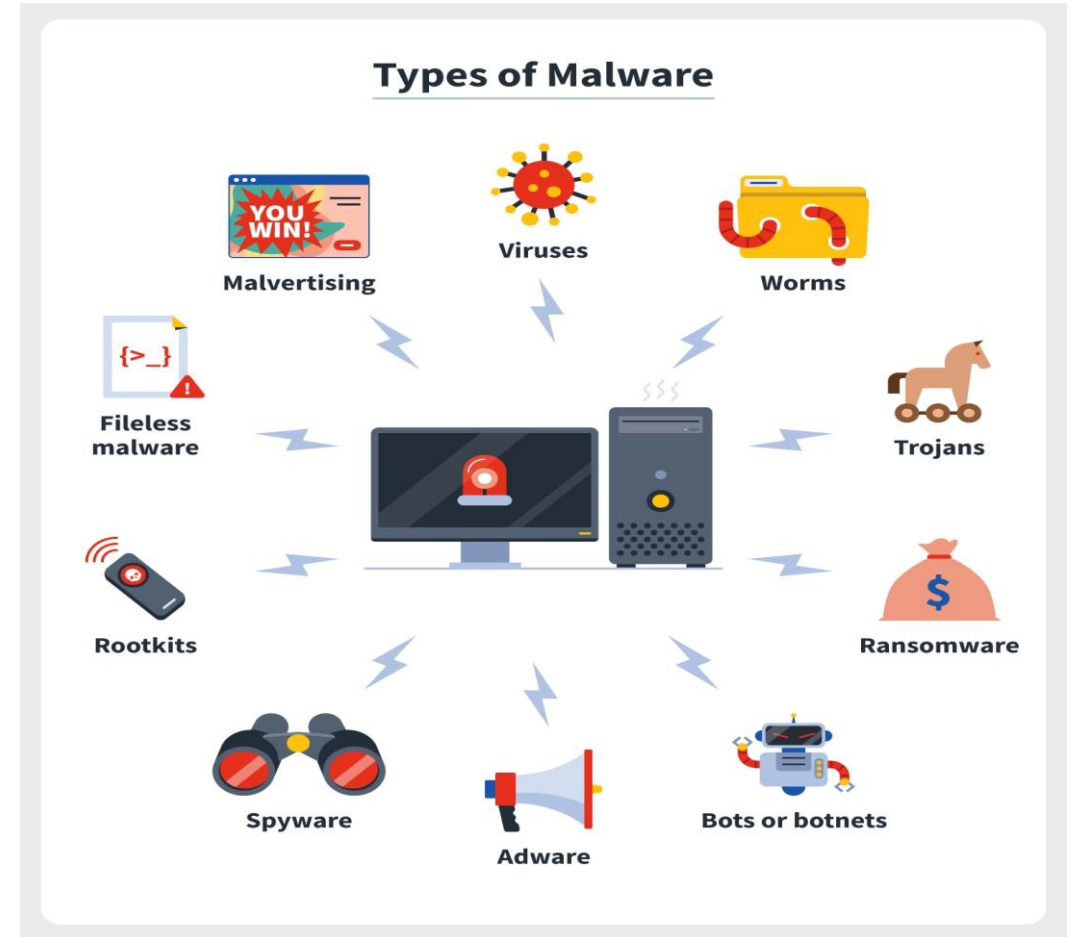 Types of Malware
YOU
WIN!
Malvertising
Viruses
Worms
{>_}
!
Fileless
malware
Trojans
Rootkits
$
Ransomware
Spyware
Adware
Bots or botnets